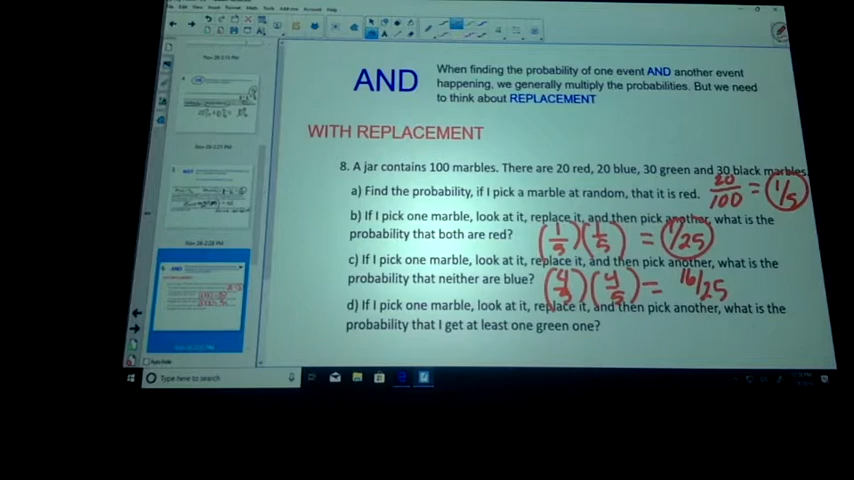 AND
When finding the probability of one event AND another event
happening, we generally multiply the probabilities. But we need
to think about REPLACEMENT
WITH REPLACEMENT
8. A jar contains 100 marbles. There are 20 red, 20 blue, 30 green and 30 black marbles.
a) Find the probability, if I pick a marble at random, that it is red. 20/100 = 1/5
b) If I pick one marble, look at it, replace it, and then pick another, what is the
probability that both are red? (1/5)(1/5) = 1/25
c) If I pick one marble, look at it, replace it, and then pick another, what is the
probability that neither are blue? (4/5)(4/5) = 16/25
d) If I pick one marble, look at it, replace it, and then pick another, what is the
probability that I get at least one green one?
Type here to search